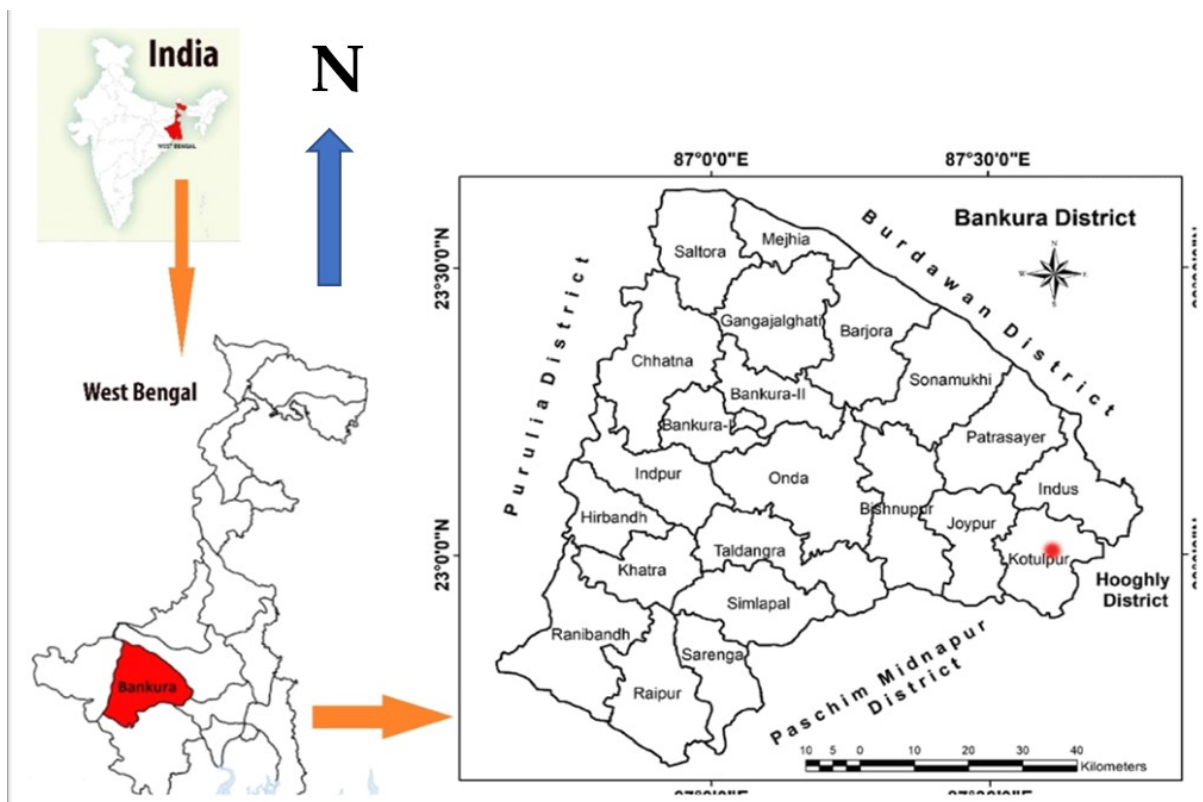 India
WEST BENGAL
N
West Bengal
Bankura
87°0'0"E
87°30'0"E
23°30'0"N
23°0'0"N
Bankura District
N
W
E
S
Burdawan District
Purulia District
Saltora
Mejhia
Gangajalghati
Barjora
Chhatna
Sonamukhi
Bankura-II
Bankura-I
Patrasayer
Indpur
Onda
Indus
Hirbandh
Bishnupur
Joypur
Taldangra
Kotulpur
Khatra
Simlapal
Hooghly
District
Ranibandh
Sarenga
Raipur
Paschim Midnapur
District
10 5 0 10 20 30 40
Kilometers